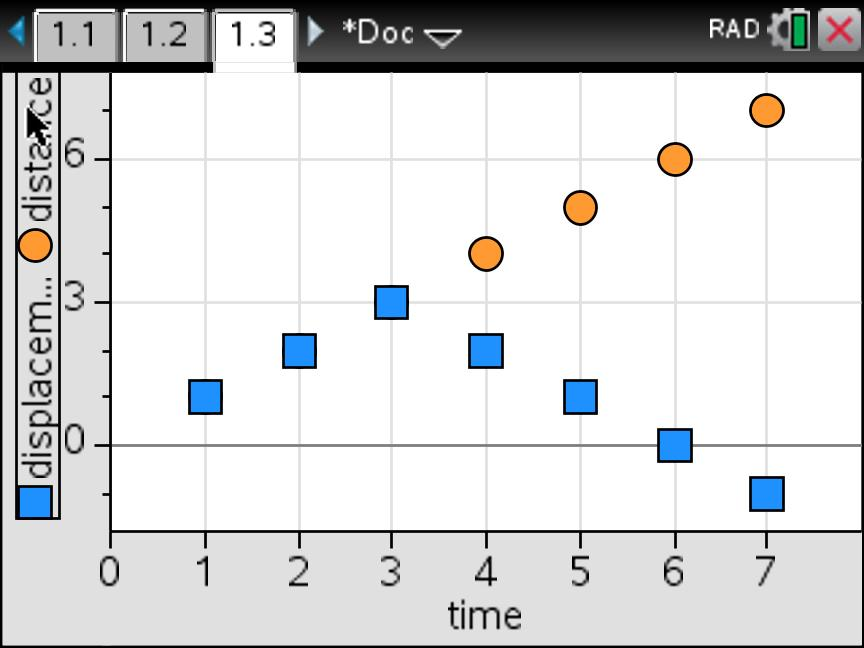 1.1 1.2 1.3 *Doc RAD
distance
displacem...
6
3
0
0 1 2 3 4 5 6 7
time